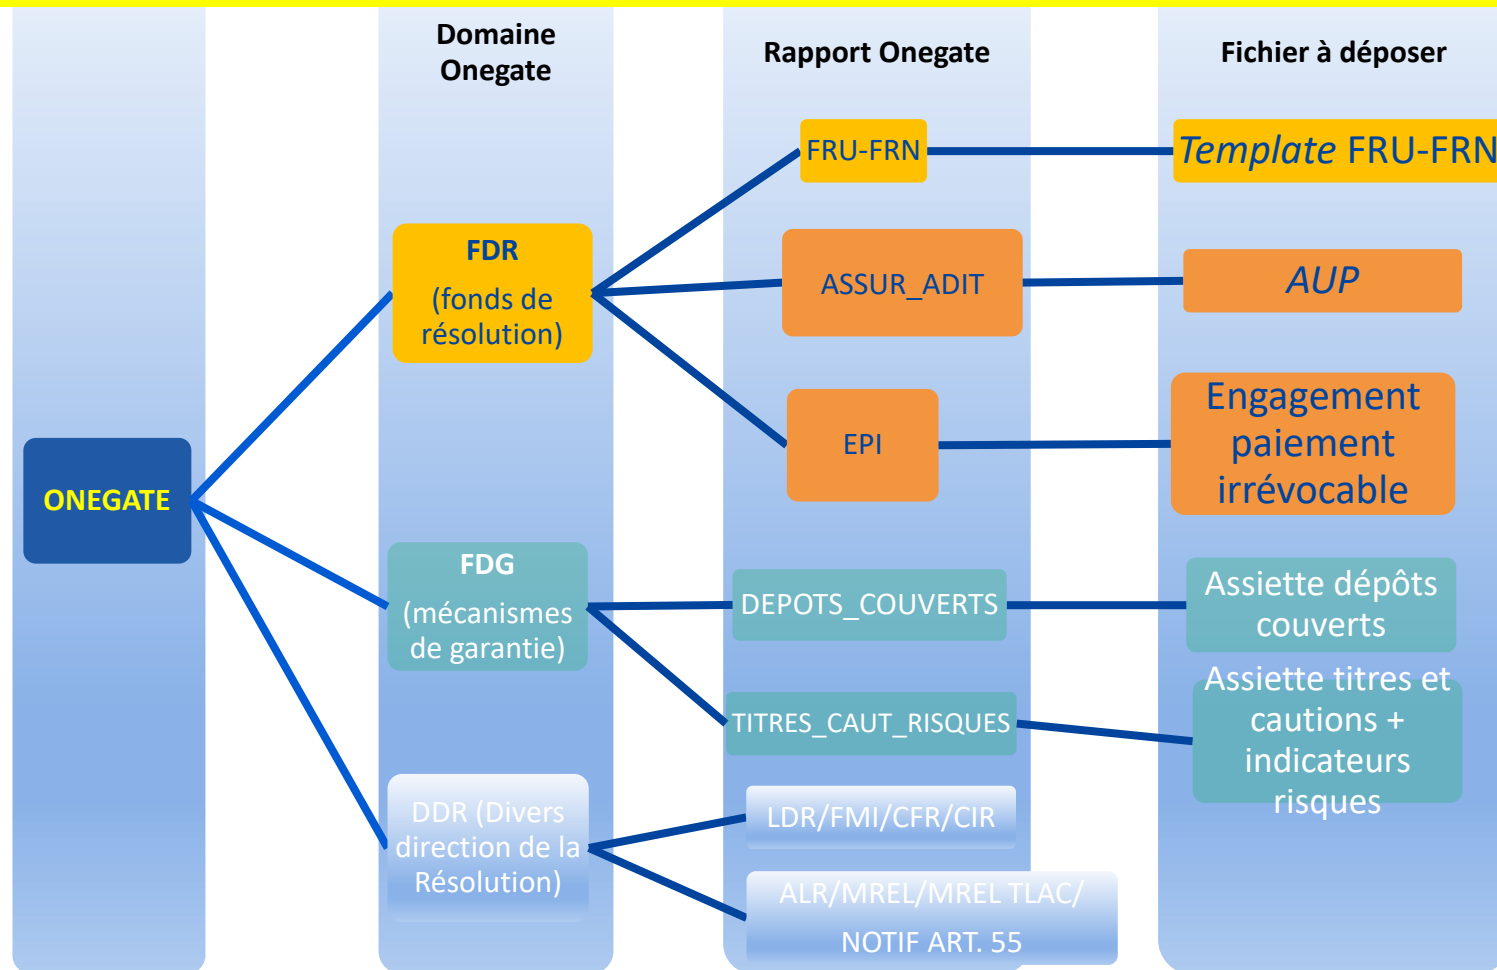 Domaine
Onegate
Rapport Onegate
Fichier à déposer
ONEGATE
FDR
(fonds de
résolution)
FRU-FRN
Template FRU-FRN
ASSUR_ADIT
AUP
EPI
Engagement
paiement
irrévocable
FDG
(mécanismes
de garantie)
DEPOTS_COUVERTS
Assiette dépôts
couverts
TITRES_CAUT_RISQUES
Assiette titres et
cautions +
indicateurs
risques
DDR (Divers
direction de la
Résolution)
LDR/FMI/CFR/CIR
ALR/MREL/MREL TLAC/
NOTIF ART. 55